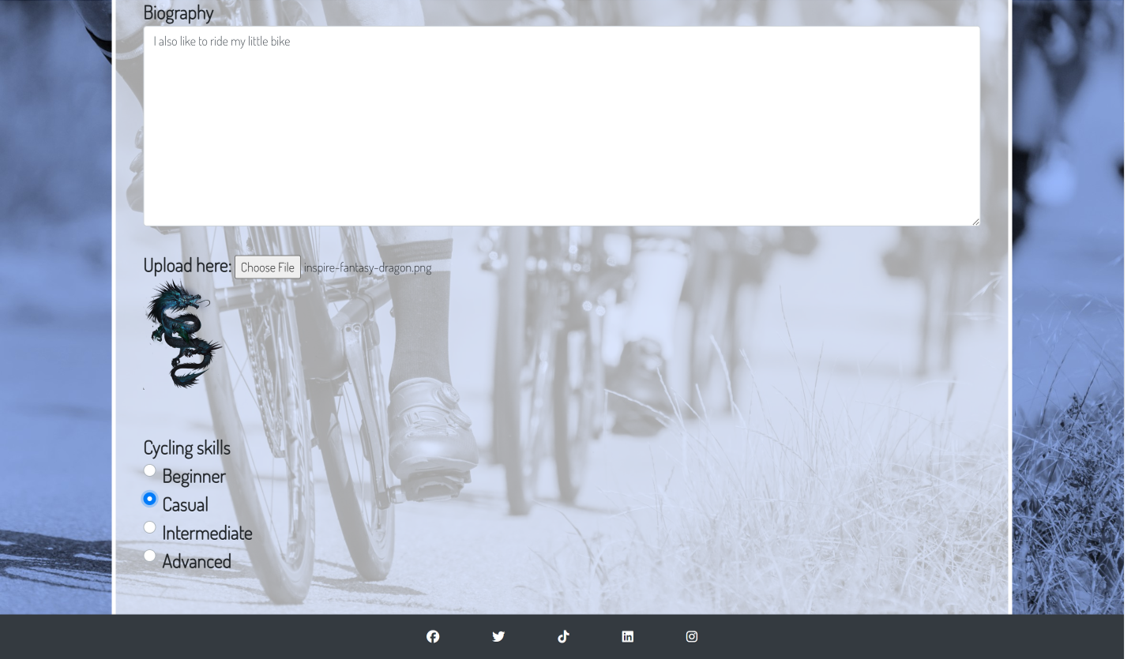 Biography
I also like to ride my little bike
Upload here: Choose File inspire-fantasy-dragon.png
Cycling skills
Beginner
Casual
Intermediate
Advanced